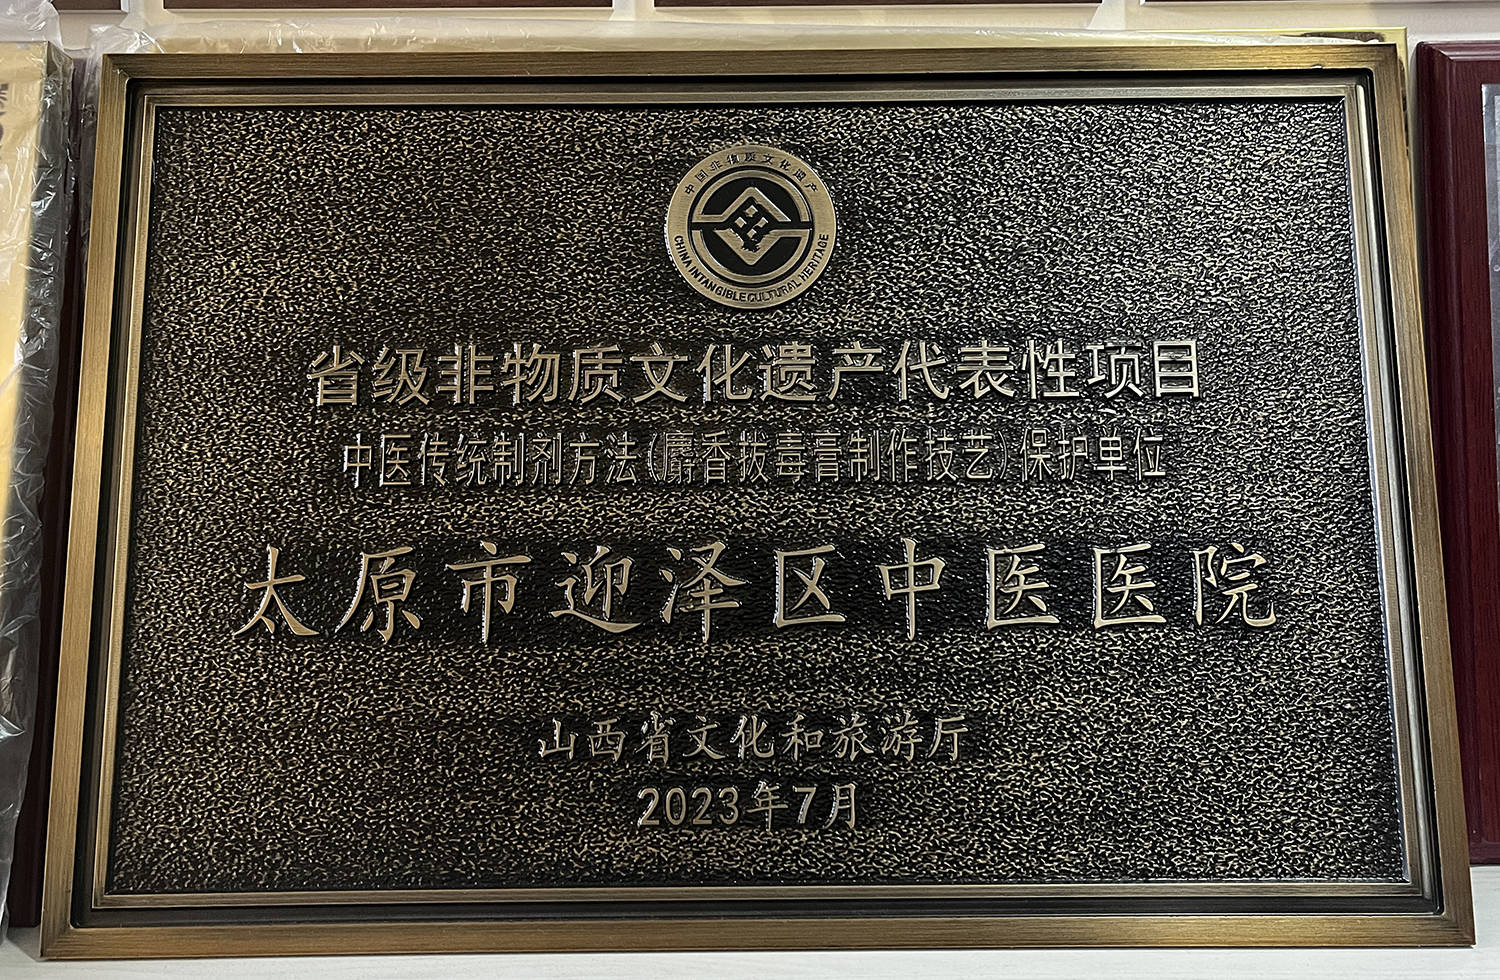 中国非物质文化遗产
CHINA INTANGIBLE CULTURAL HERITAGE
省级非物质文化遗产代表性项目
中医传统制剂方法(麝香拔毒膏制作技艺)保护单位
太原市迎泽区中医医院
山西省文化和旅游厅
2023年7月